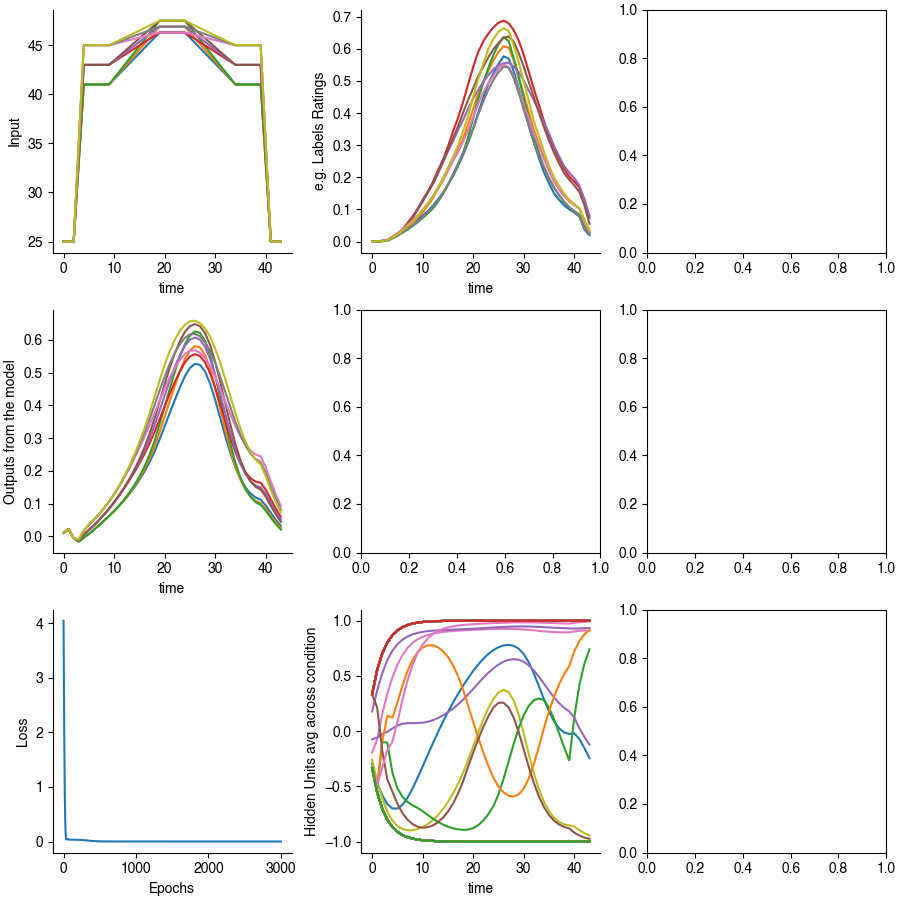 45
40
35
30
25
Input
0 10 20 30 40
time
0.7
0.6
0.5
0.4
0.3
0.2
0.1
0.0
e.g. Labels Ratings
0 10 20 30 40
time
1.0
0.8
0.6
0.4
0.2
0.0
0.0 0.2 0.4 0.6 0.8 1.0
0.6
0.5
0.4
0.3
0.2
0.1
0.0
Outputs from the model
0 10 20 30 40
time
1.0
0.8
0.6
0.4
0.2
0.0
0.0 0.2 0.4 0.6 0.8 1.0
1.0
0.8
0.6
0.4
0.2
0.0
0.0 0.2 0.4 0.6 0.8 1.0
4
3
2
1
0
Loss
0 1000 2000 3000
Epochs
1.0
0.5
0.0
−0.5
−1.0
Hidden Units avg across condition
0 10 20 30 40
time
1.0
0.8
0.6
0.4
0.2
0.0
0.0 0.2 0.4 0.6 0.8 1.0